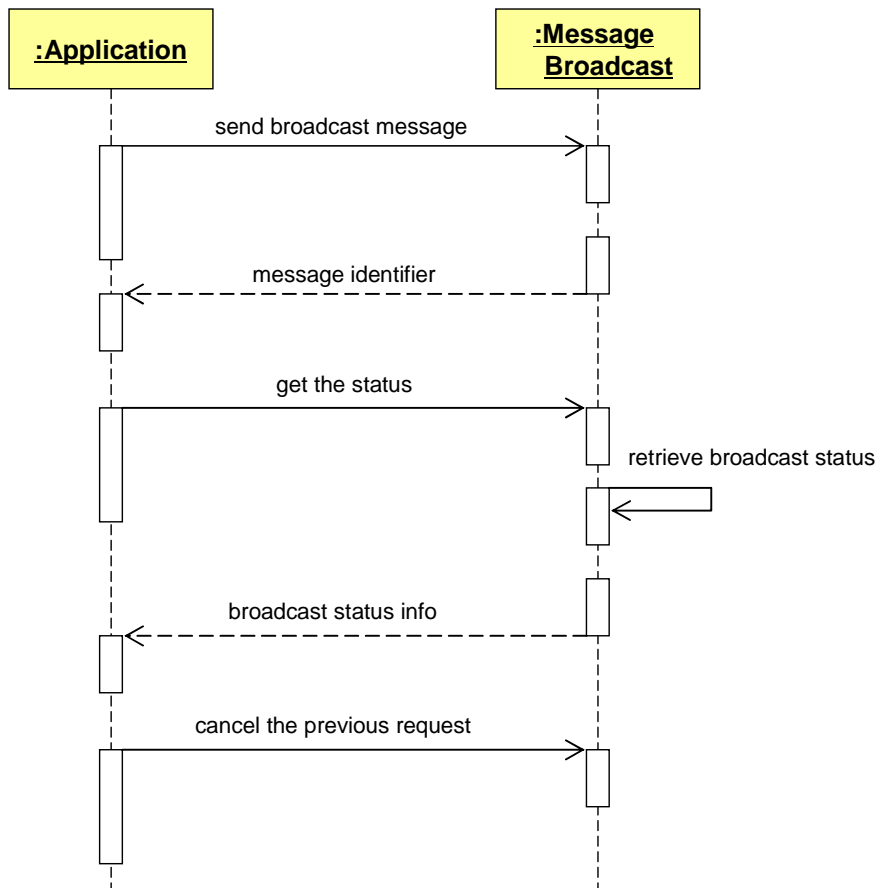 :Application
:Message
Broadcast
send broadcast message
message identifier
get the status
retrieve broadcast status
broadcast status info
cancel the previous request